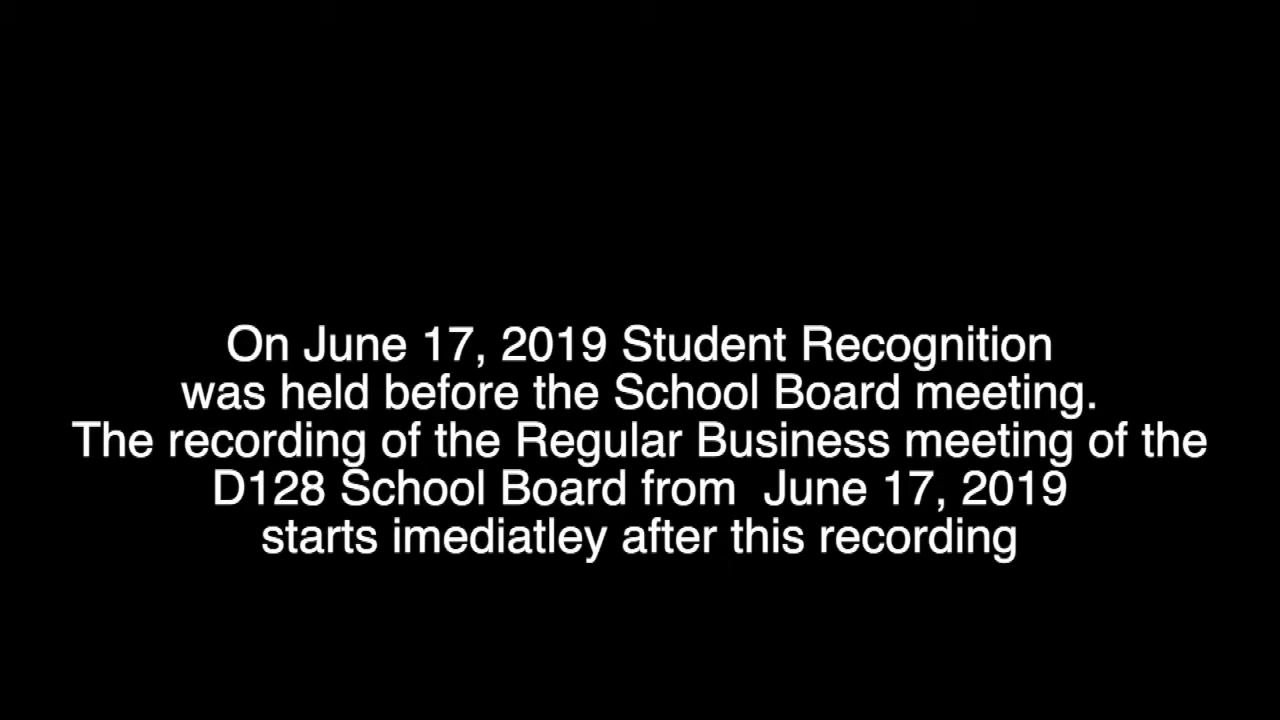 On June 17, 2019 Student Recognition
was held before the School Board meeting.
The recording of the Regular Business meeting of the
D128 School Board from  June 17, 2019
starts imediatley after this recording